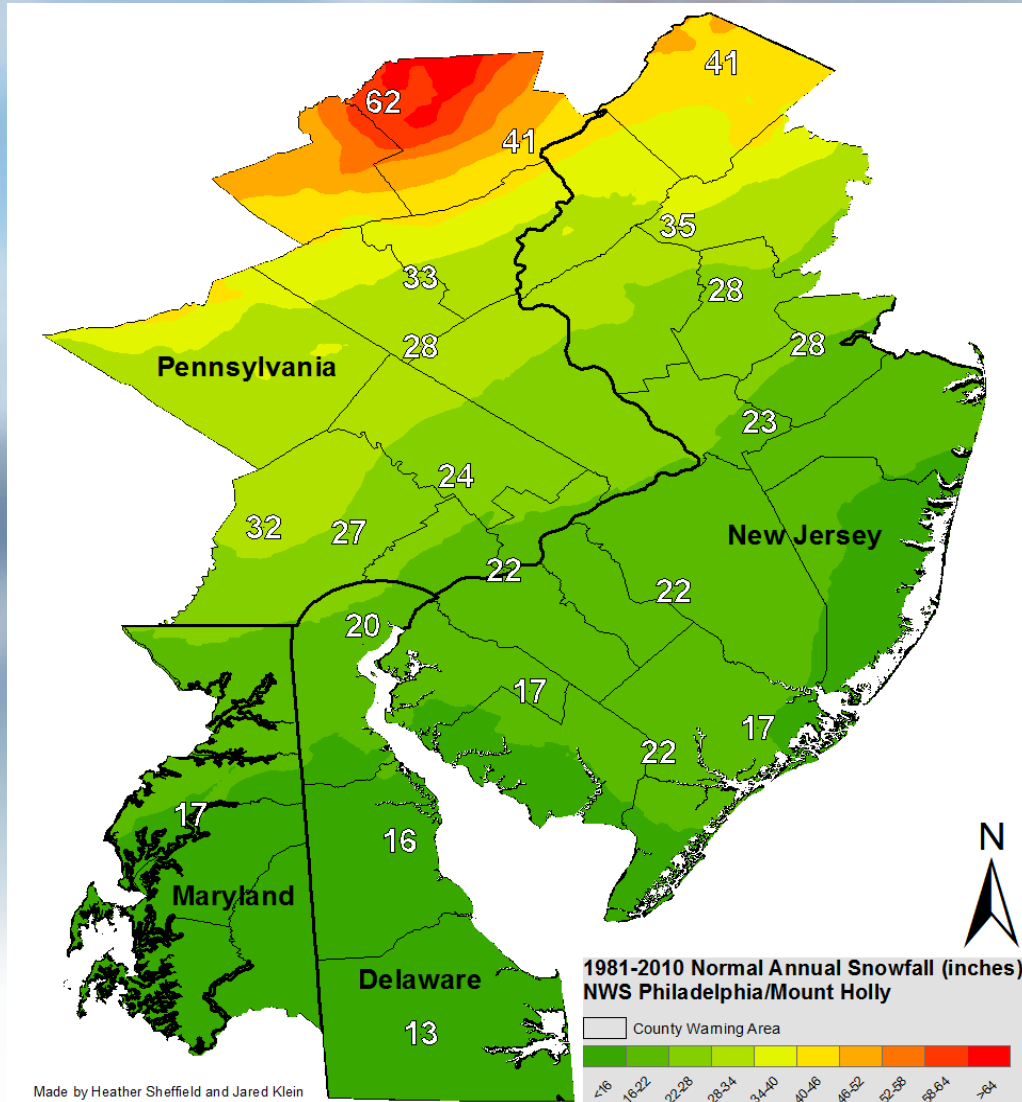 41
62
41
35
33
28
28
28
Pennsylvania
23
24
32
27
New Jersey
22
22
20
17
17
22
17
16
Maryland
N
Delaware
13
1981-2010 Normal Annual Snowfall (inches)
NWS Philadelphia/Mount Holly
County Warning Area
<16 16-22 22-28 28-34 34-40 40-46 46-52 52-58 58-64 >64
Made by Heather Sheffield and Jared Klein